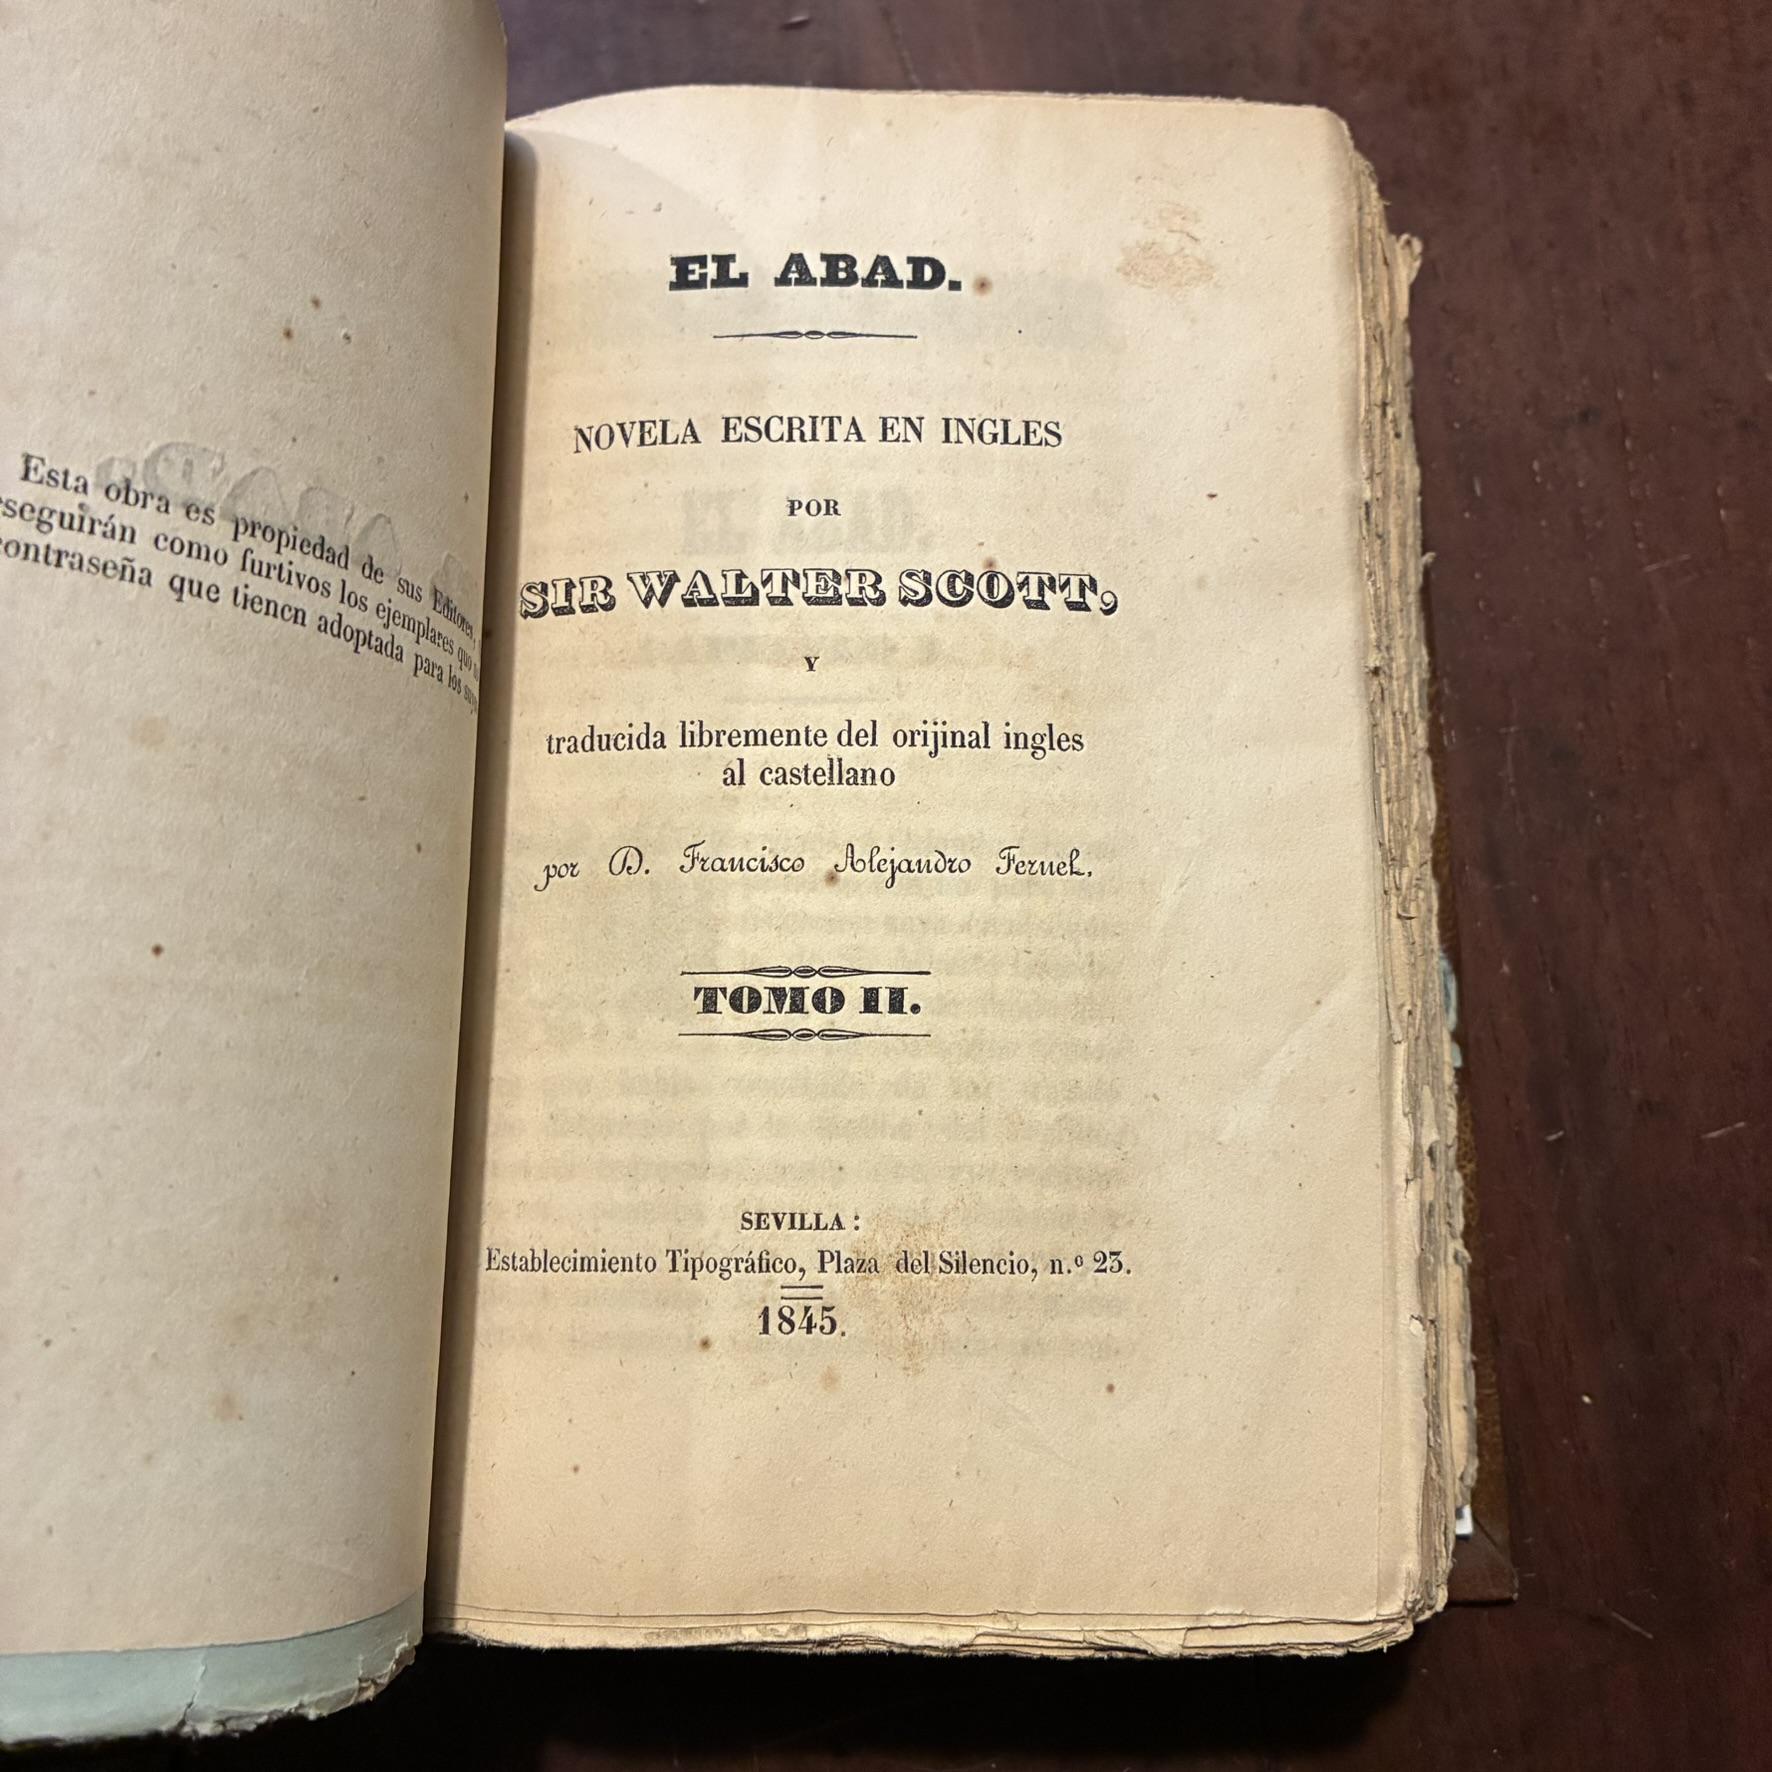 Esta obra es propiedad de sus Editores,
seguirán como furtivos los ejemplares que
contraseña que tienen adoptada para los
EL ABAD.
NOVELA ESCRITA EN INGLES
POR
SIR WALTER SCOTT,
Y
traducida libremente del orijinal ingles
al castellano
por D. Francisco Alejandro Fernel.
TOMO II.
SEVILLA:
Establecimiento Tipográfico, Plaza del Silencio, n.º 23.
1845.